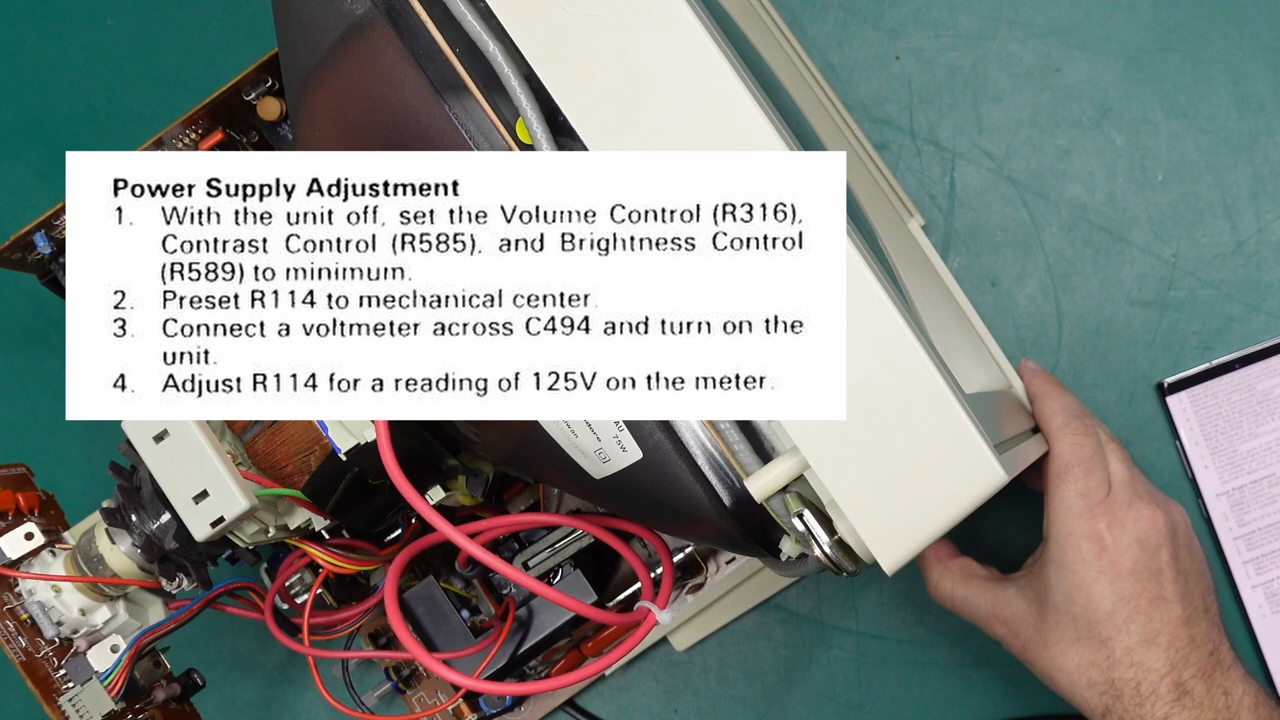 Power Supply Adjustment
1. With the unit off, set the Volume Control (R316),
Contrast Control (R585), and Brightness Control
(R589) to minimum.
2. Preset R114 to mechanical center.
3. Connect a voltmeter across C494 and turn on the
unit.
4. Adjust R114 for a reading of 125V on the meter.
AU 75W